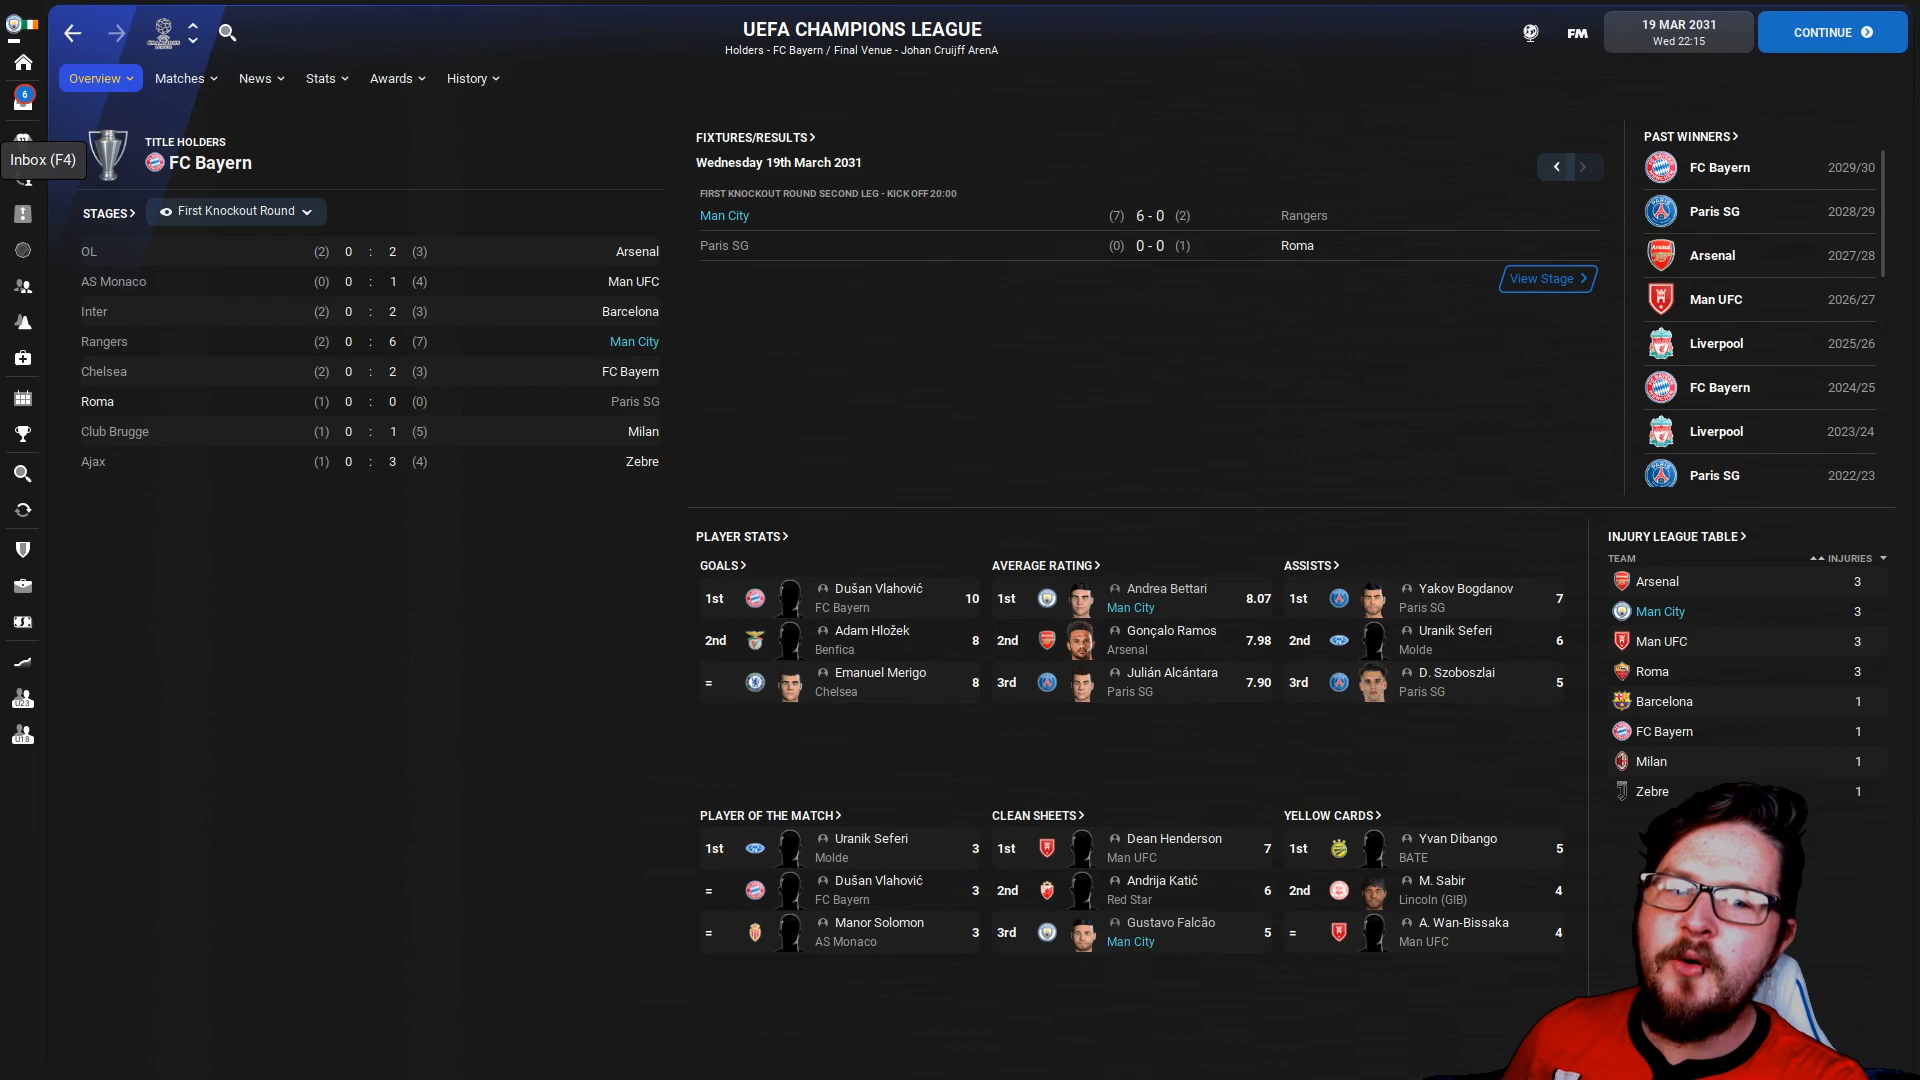 UEFA CHAMPIONS LEAGUE
Holders - FC Bayern / Final Venue - Johan Cruijff ArenA
FM
19 MAR 2031
Wed 22:15
CONTINUE
Overview
Matches
News
Stats
Awards
History
6
Inbox (F4)
TITLE HOLDERS
FC Bayern
STAGES
First Knockout Round
OL (2) 0 : 2 (3) Arsenal
AS Monaco (0) 0 : 1 (4) Man UFC
Inter (2) 0 : 2 (3) Barcelona
Rangers (2) 0 : 6 (7) Man City
Chelsea (2) 0 : 2 (3) FC Bayern
Roma (1) 0 : 0 (0) Paris SG
Club Brugge (1) 0 : 1 (5) Milan
Ajax (1) 0 : 3 (4) Zebre
U23
U18
FIXTURES/RESULTS
Wednesday 19th March 2031
FIRST KNOCKOUT ROUND SECOND LEG - KICK OFF 20:00
Man City (7) 6 - 0 (2) Rangers
Paris SG (0) 0 - 0 (1) Roma
View Stage
PAST WINNERS
FC Bayern 2029/30
Paris SG 2028/29
Arsenal 2027/28
Man UFC 2026/27
Liverpool 2025/26
FC Bayern 2024/25
Liverpool 2023/24
Paris SG 2022/23
PLAYER STATS
GOALS
1st Dušan Vlahović 10
FC Bayern
2nd Adam Hložek 8
Benfica
= Emanuel Merigo 8
Chelsea
AVERAGE RATING
1st Andrea Bettari 8.07
Man City
2nd Gonçalo Ramos 7.98
Arsenal
3rd Julián Alcántara 7.90
Paris SG
ASSISTS
1st Yakov Bogdanov 7
Paris SG
2nd Uranik Seferi 6
Molde
3rd D. Szoboszlai 5
Paris SG
PLAYER OF THE MATCH
1st Uranik Seferi 3
Molde
= Dušan Vlahović 3
FC Bayern
= Manor Solomon 3
AS Monaco
CLEAN SHEETS
1st Dean Henderson 7
Man UFC
2nd Andrija Katić 6
Red Star
3rd Gustavo Falcão 5
Man City
YELLOW CARDS
1st Yvan Dibango 5
BATE
2nd M. Sabir 4
Lincoln (GIB)
= A. Wan-Bissaka 4
Man UFC
INJURY LEAGUE TABLE
TEAM INJURIES
Arsenal 3
Man City 3
Man UFC 3
Roma 3
Barcelona 1
FC Bayern 1
Milan 1
Zebre 1